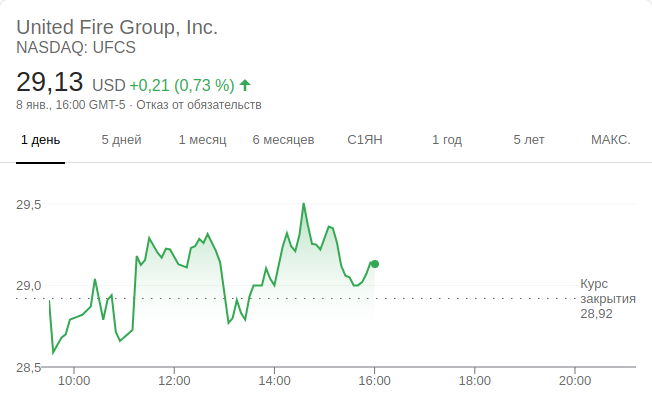 United Fire Group, Inc.
NASDAQ: UFCS
29,13 USD +0,21 (0,73 %)
8 янв., 16:00 GMT-5 · Отказ от обязательств
1 день 5 дней 1 месяц 6 месяцев С1ЯН 1 год 5 лет МАКС.
29,5
29,0
Курс
закрытия
28,92
28,5
10:00 12:00 14:00 16:00 18:00 20:00